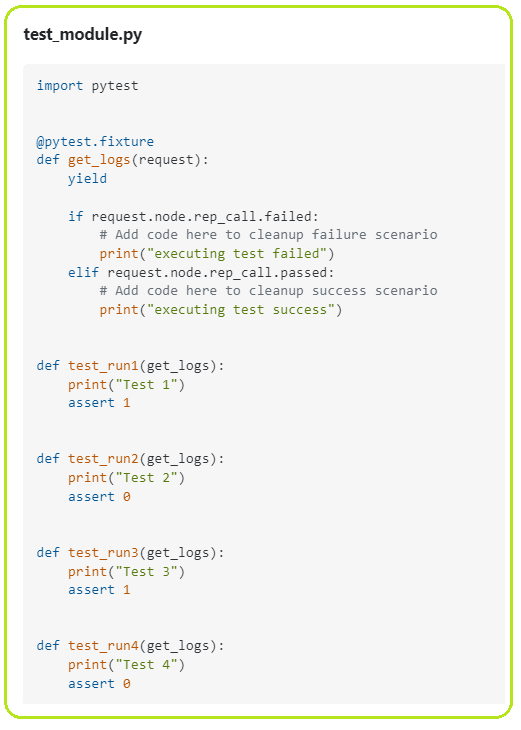 test_module.py
import pytest
@pytest.fixture
def get_logs(request):
    yield
    if request.node.rep_call.failed:
        # Add code here to cleanup failure scenario
        print("executing test failed")
    elif request.node.rep_call.passed:
        # Add code here to cleanup success scenario
        print("executing test success")
def test_run1(get_logs):
    print("Test 1")
    assert 1
def test_run2(get_logs):
    print("Test 2")
    assert 0
def test_run3(get_logs):
    print("Test 3")
    assert 1
def test_run4(get_logs):
    print("Test 4")
    assert 0